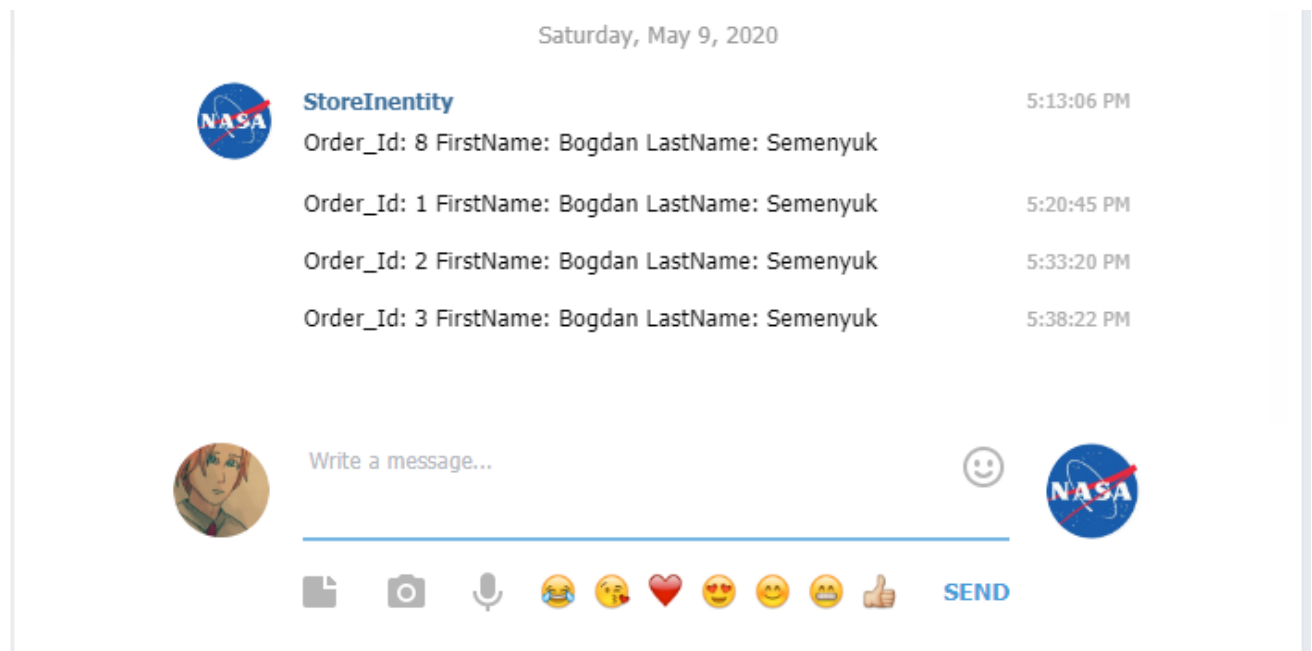 Saturday, May 9, 2020
NASA
StoreInentity 5:13:06 PM
Order_Id: 8 FirstName: Bogdan LastName: Semenyuk
Order_Id: 1 FirstName: Bogdan LastName: Semenyuk 5:20:45 PM
Order_Id: 2 FirstName: Bogdan LastName: Semenyuk 5:33:20 PM
Order_Id: 3 FirstName: Bogdan LastName: Semenyuk 5:38:22 PM
Write a message...
NASA
SEND